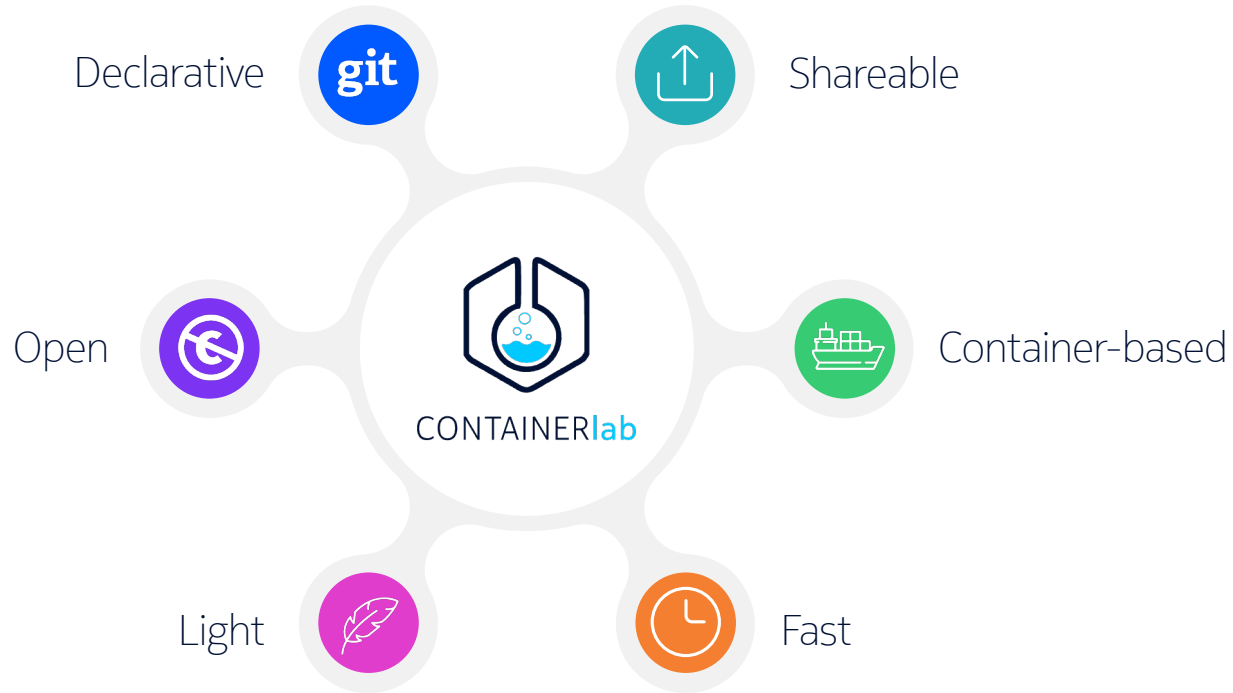 Declarative
git
Shareable
Open
C
Container-based
CONTAINERlab
Light
Fast